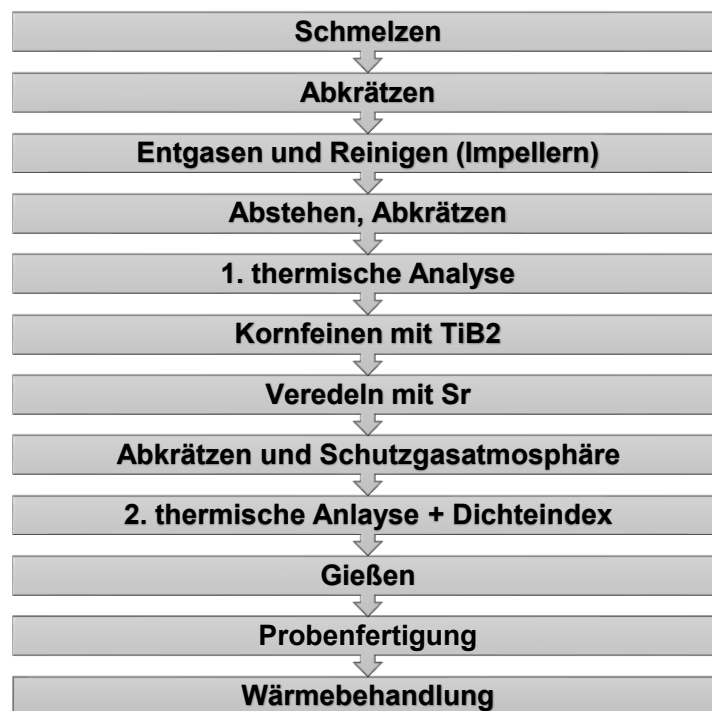 Schmelzen
Abkrätzen
Entgasen und Reinigen (Impellern)
Abstehen, Abkrätzen
1. thermische Analyse
Kornfeinen mit TiB2
Veredeln mit Sr
Abkrätzen und Schutzgasatmosphäre
2. thermische Anlayse + Dichteindex
Gießen
Probenfertigung
Wärmebehandlung